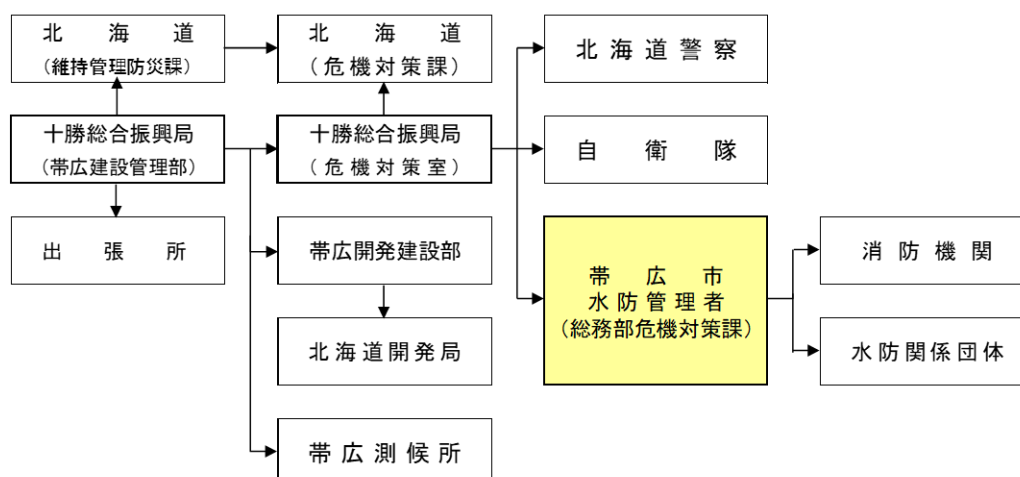 北海道
(維持管理防災課)
北海道
(危機対策課)
北海道警察
十勝総合振興局
(帯広建設管理部)
十勝総合振興局
(危機対策室)
自衛隊
出張所
帯広開発建設部
帯広市
水防管理者
(総務部危機対策課)
消防機関
北海道開発局
水防関係団体
帯広測候所